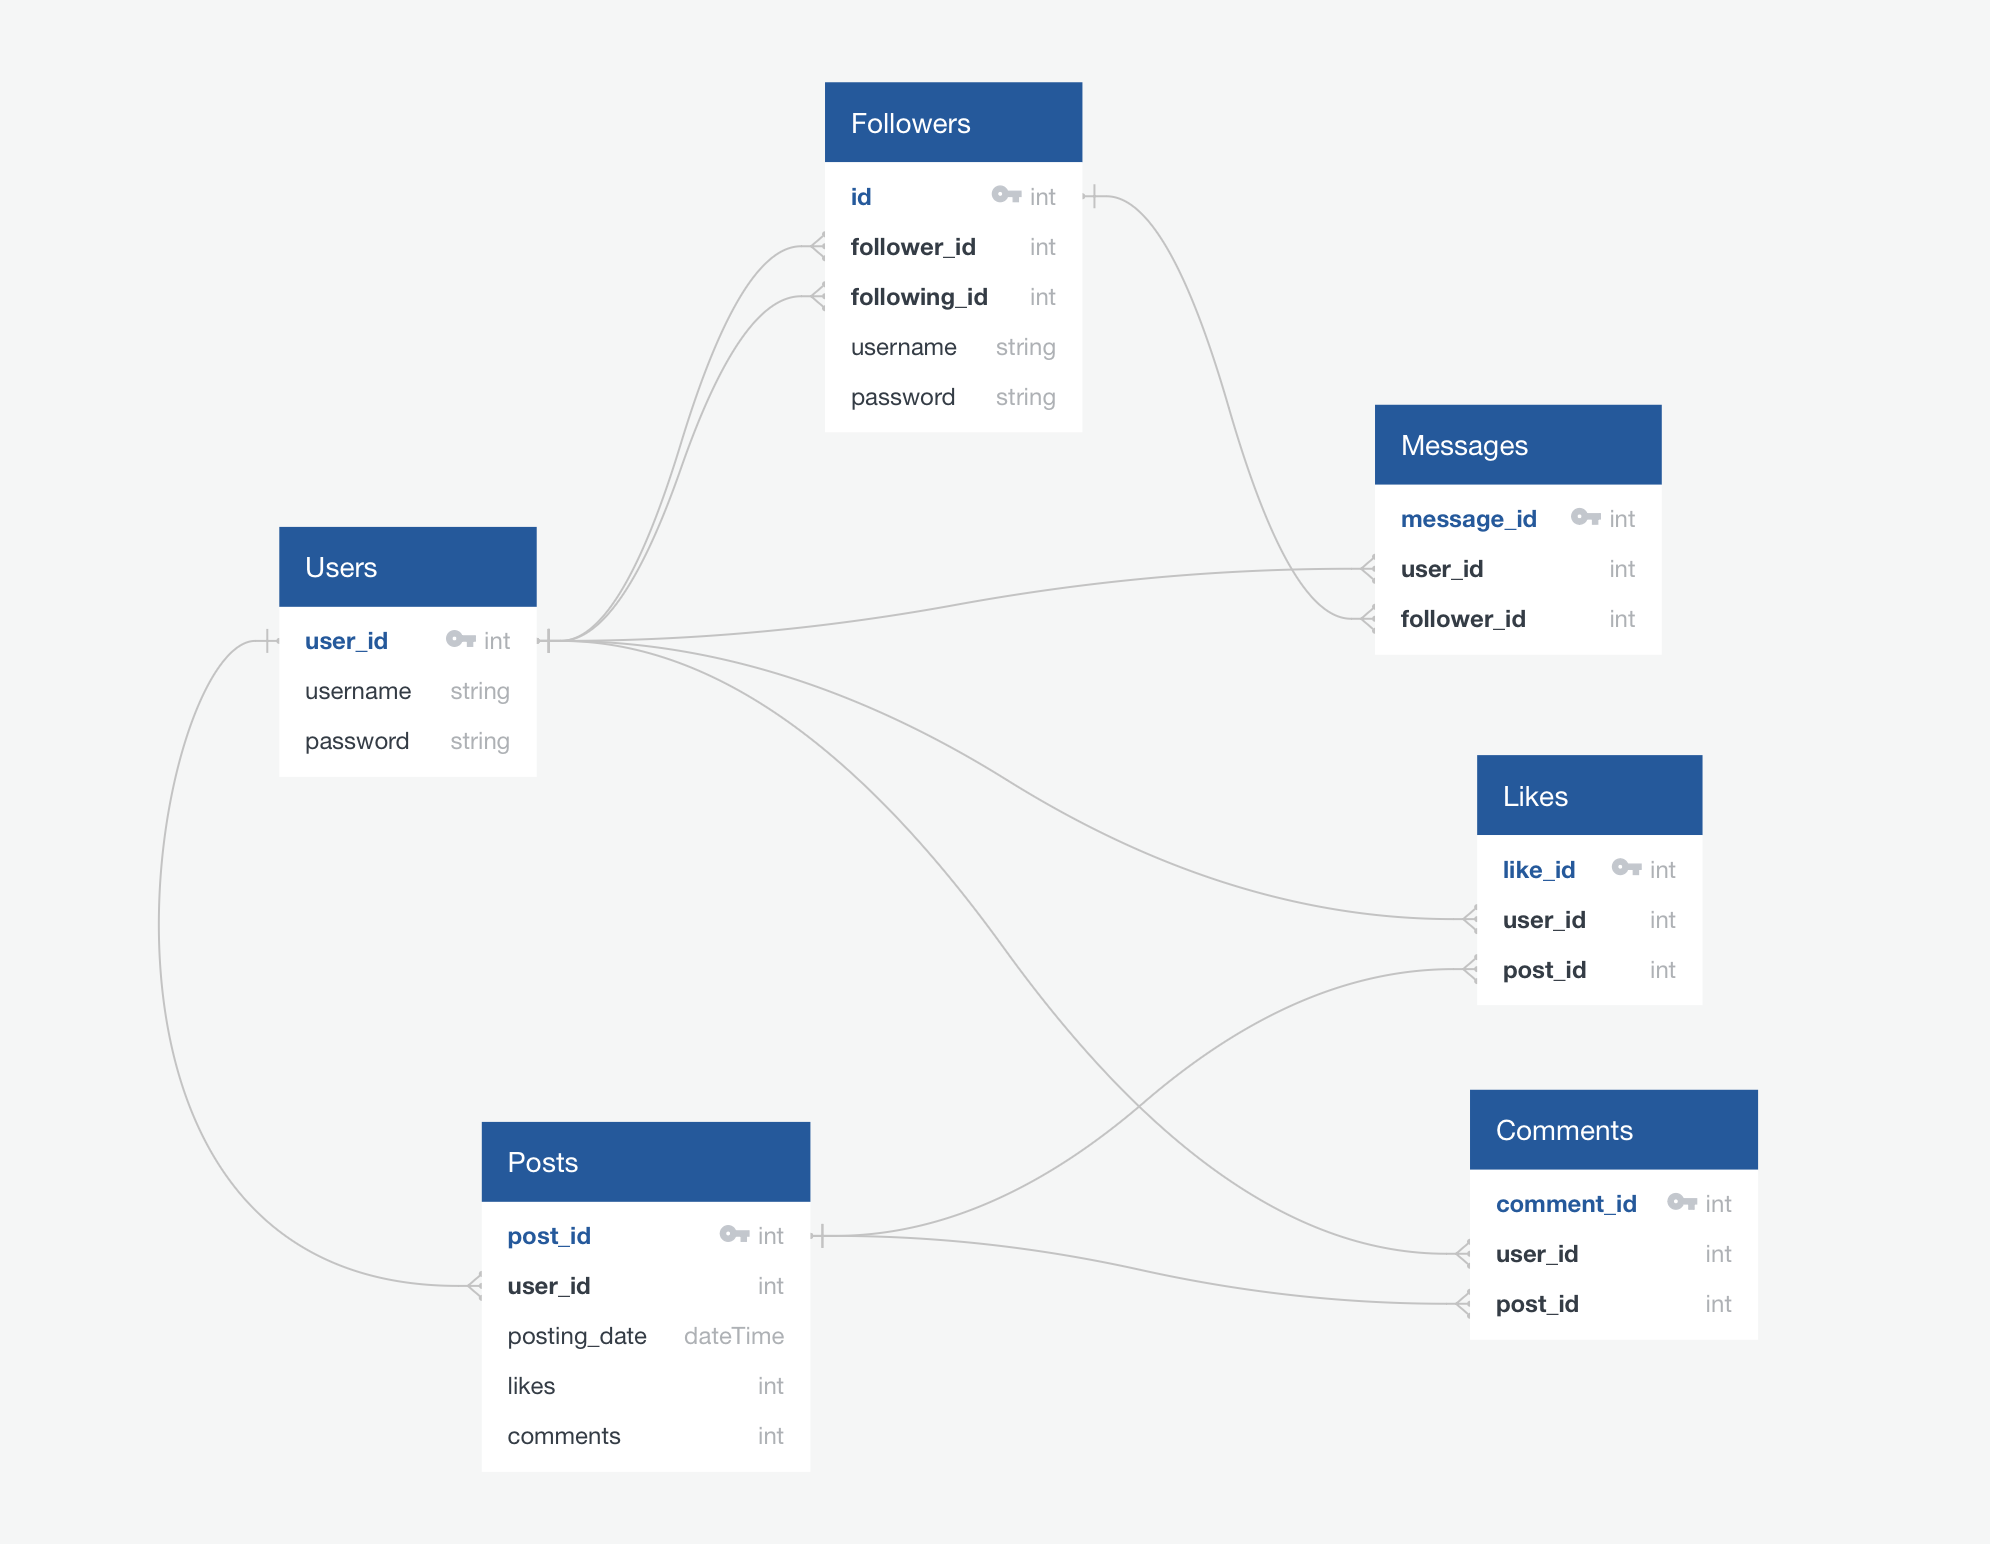 Followers
id int
follower_id int
following_id int
username string
password string
Messages
message_id int
user_id int
follower_id int
Users
user_id int
username string
password string
Likes
like_id int
user_id int
post_id int
Comments
comment_id int
user_id int
post_id int
Posts
post_id int
user_id int
posting_date dateTime
likes int
comments int